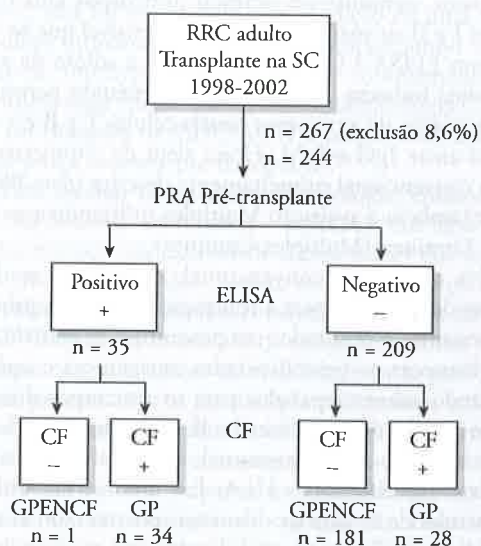 RRC adulto
Transplante na SC
1998-2002
n = 267 (exclusão 8,6%)
n = 244
PRA Pré-transplante
Positivo
+
ELISA
Negativo
–
n = 35
n = 209
CF
–
CF
+
CF
CF
–
CF
+
GPENCF
n = 1
GP
n = 34
GPENCF
n = 181
GP
n = 28